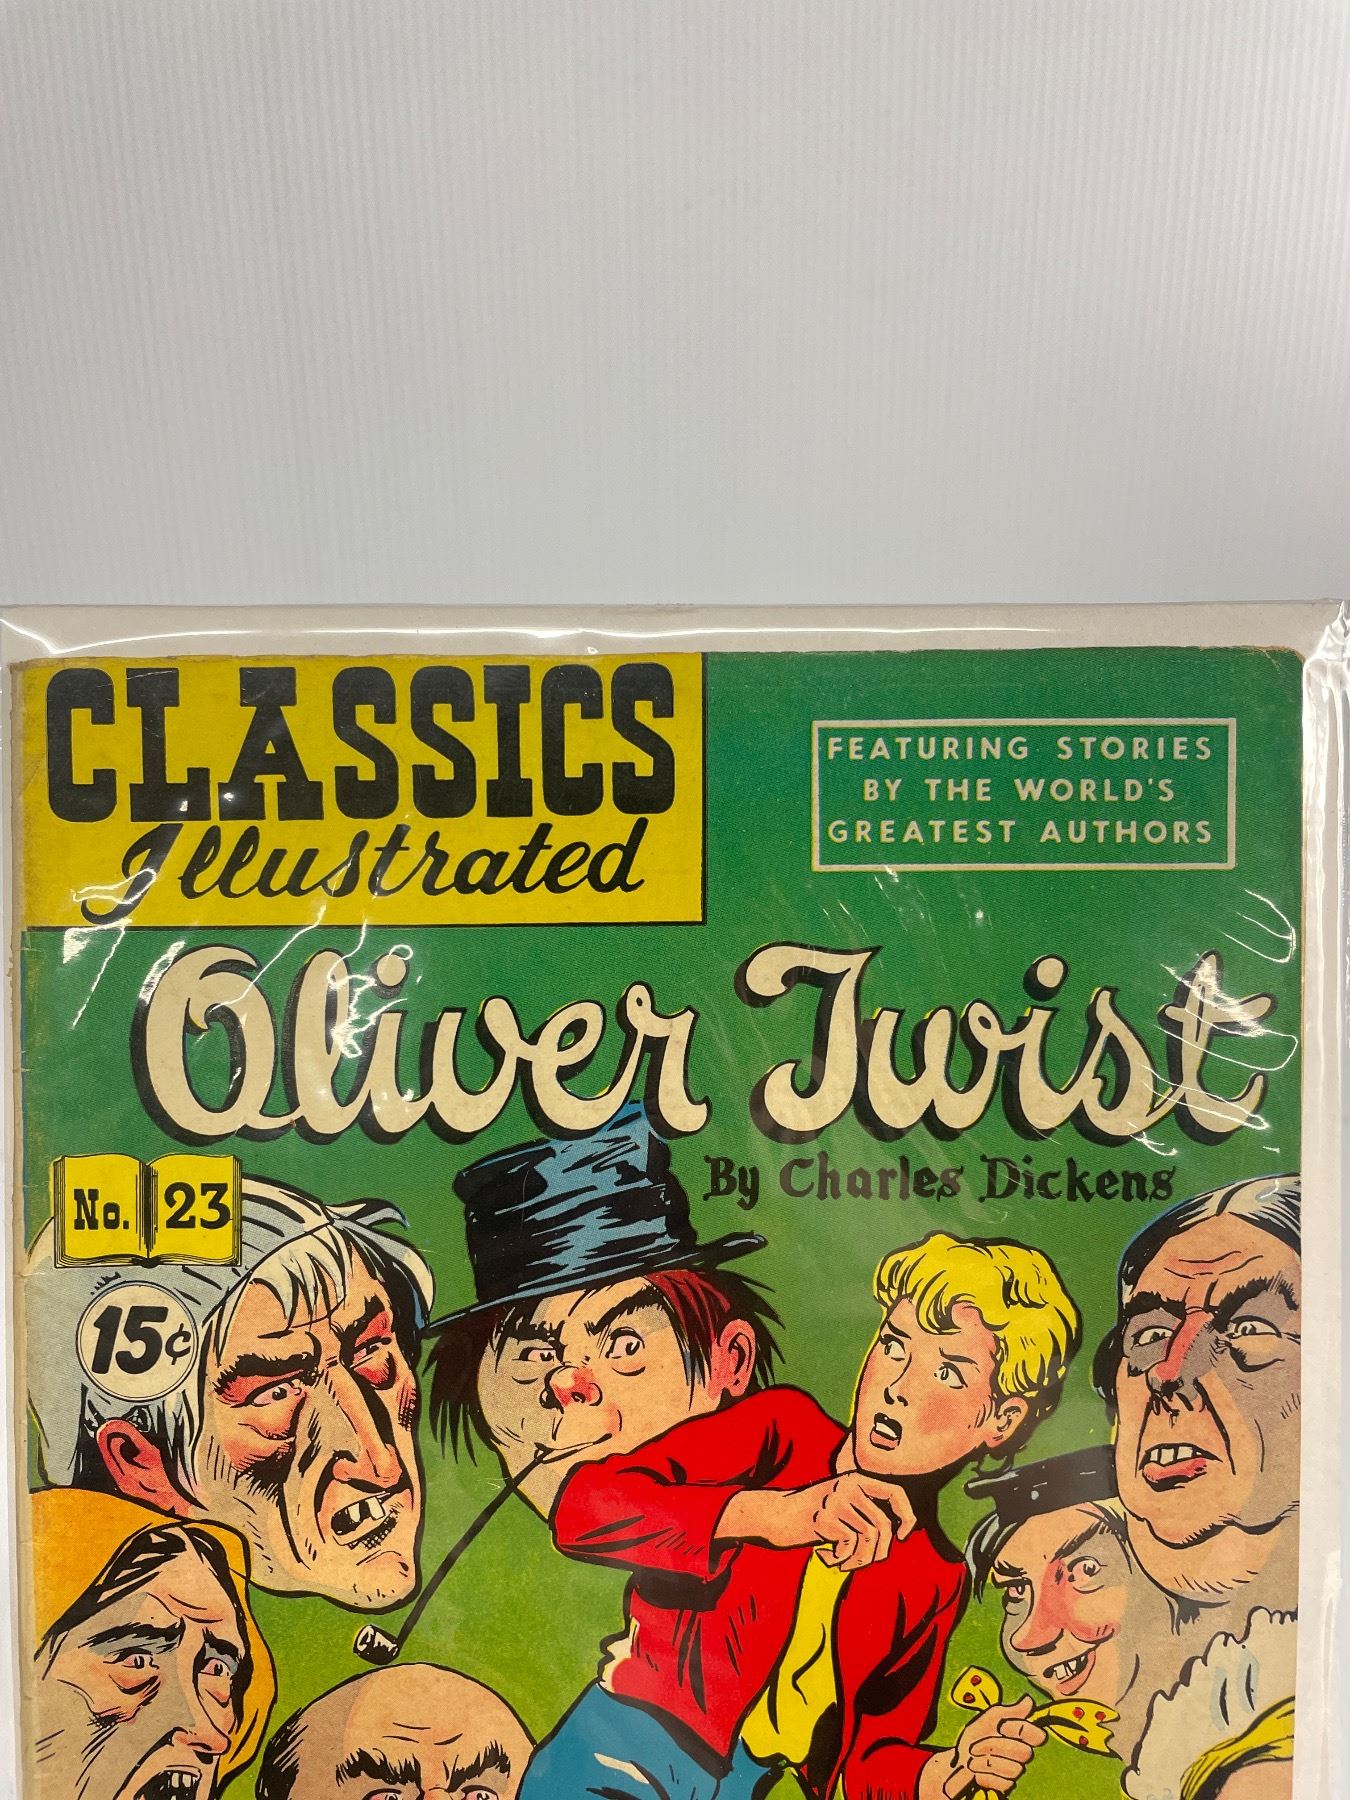 CLASSICS
Illustrated
FEATURING STORIES
BY THE WORLD'S
GREATEST AUTHORS
Oliver Twist
By Charles Dickens
No. 23
15¢